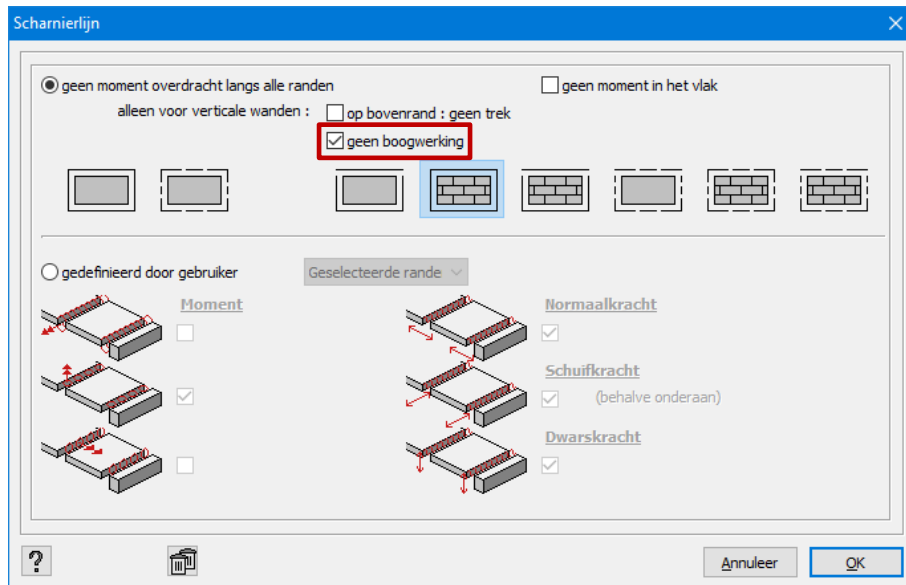 Scharnierlijn
geen moment overdracht langs alle randen
geen moment in het vlak
alleen voor verticale wanden :
op bovenrand : geen trek
geen boogwerking
gedefinieerd door gebruiker
Geselecteerde rande
Moment
Normaalkracht
Schuifkracht
(behalve onderaan)
Dwarskracht
?
Annuleer
OK